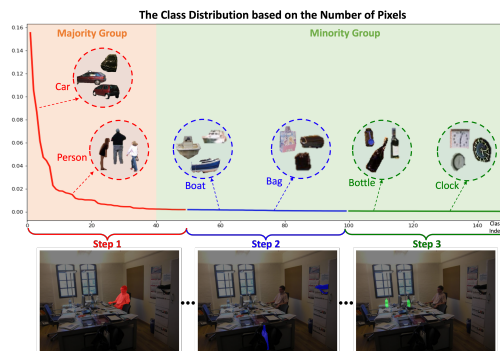 The Class Distribution based on the Number of Pixels
Majority Group
Minority Group
0.16
0.14
0.12
0.10
0.08
0.06
0.04
0.02
0.00
Car
Person
Boat
Bag
Bottle
Clock
0
20
40
60
80
100
120
140
Clas
Inde
Step 1
Step 2
Step 3